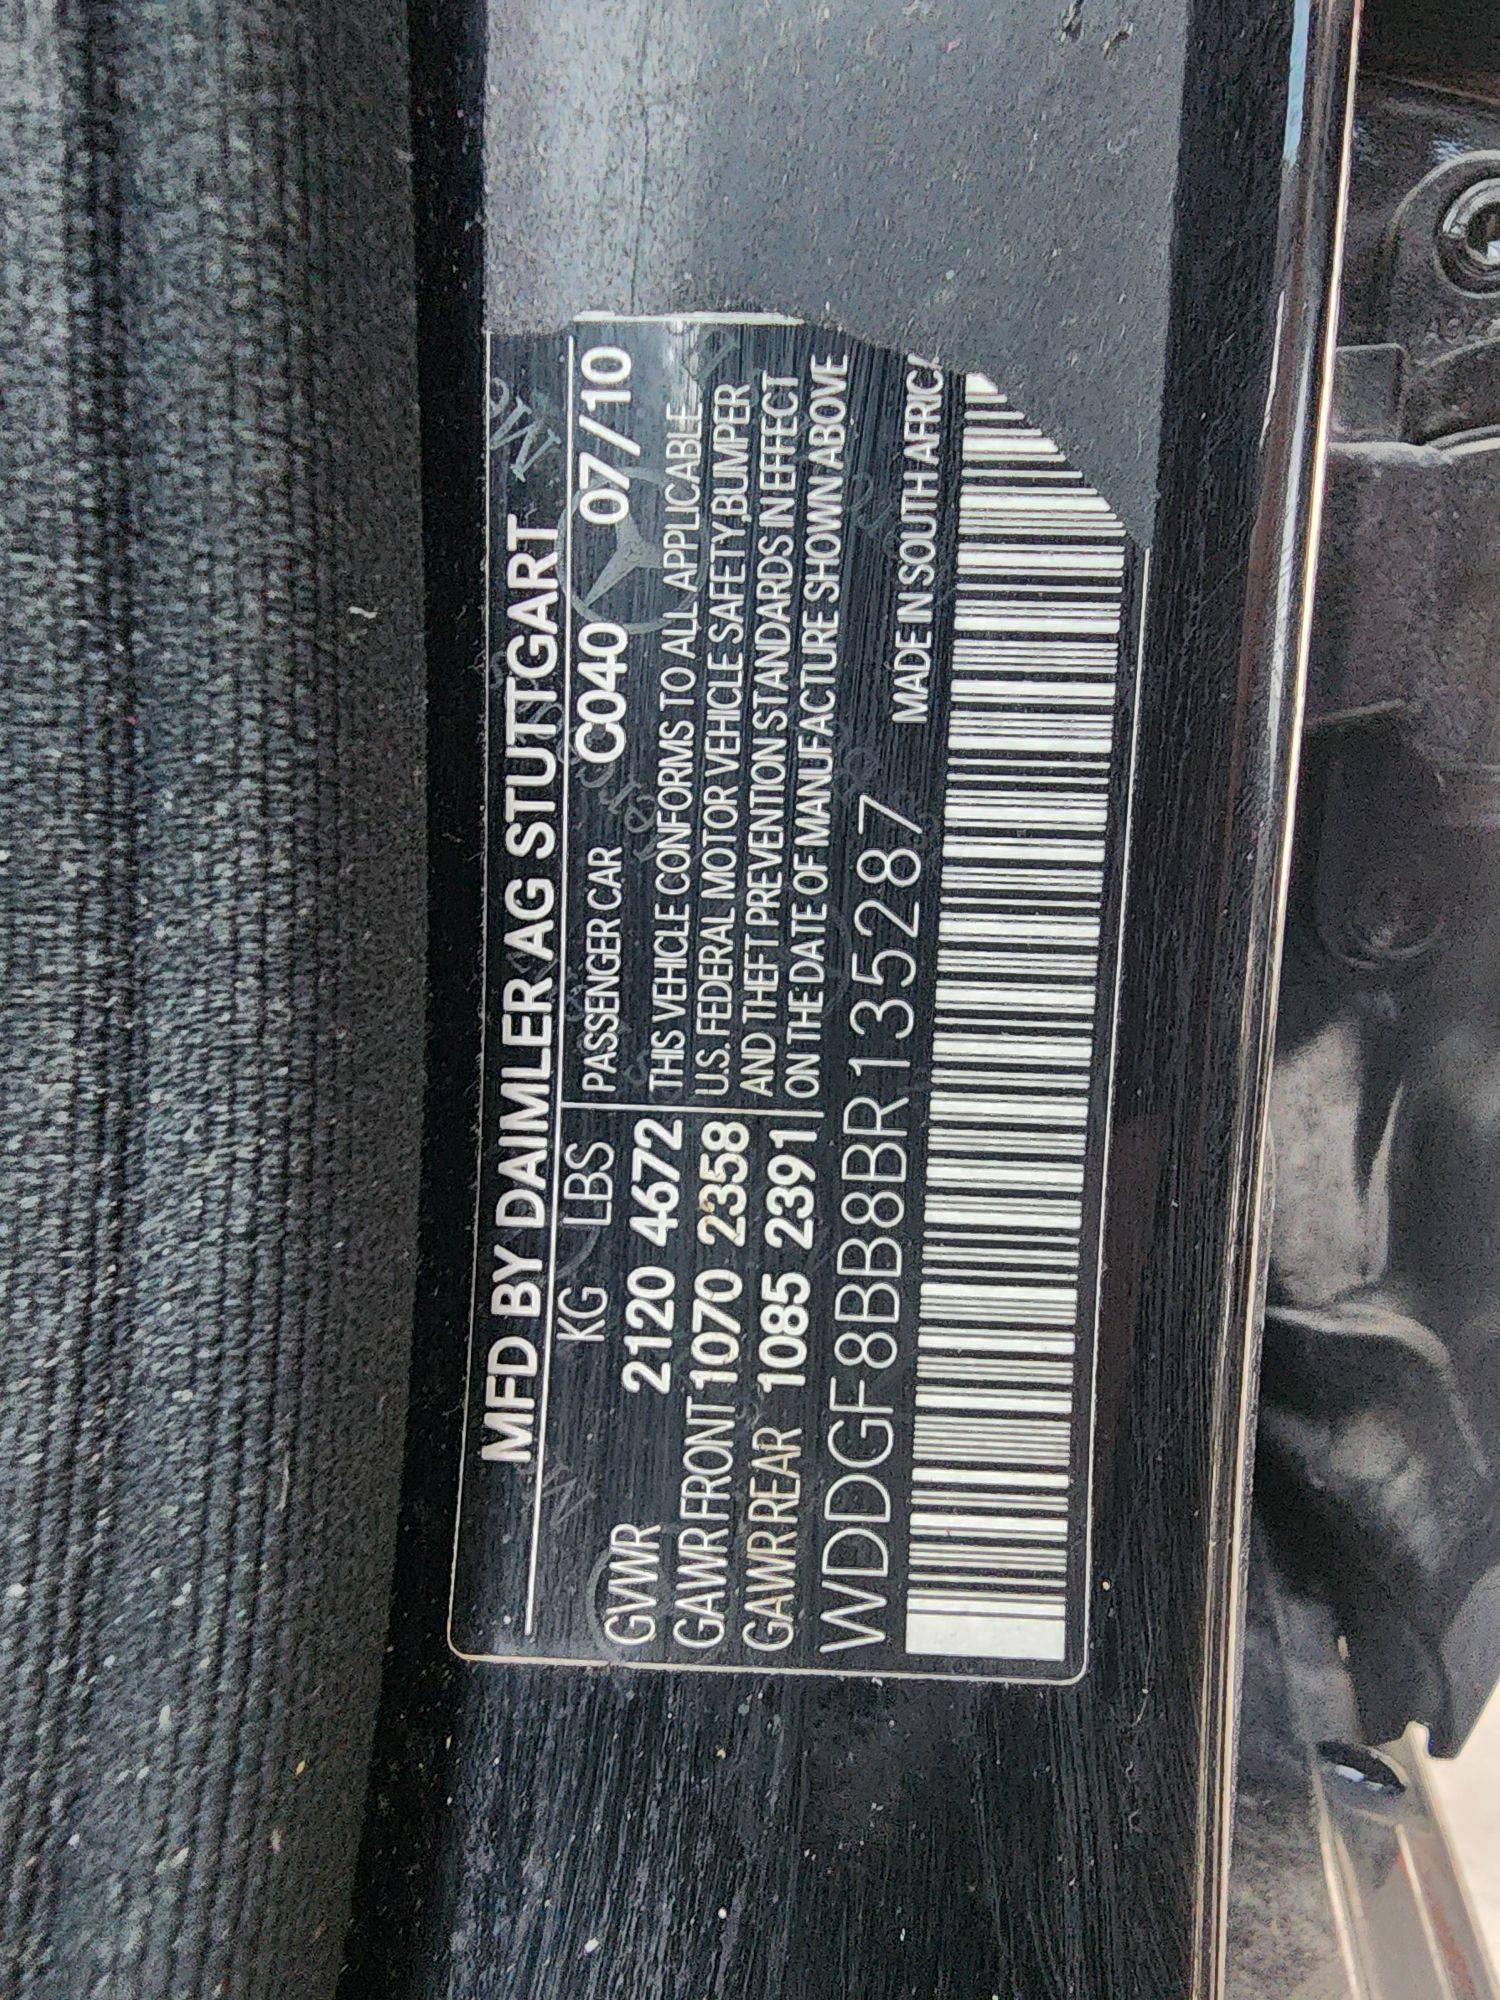 MFD BY DAIMLER AG STUTTGART
KG LBS PASSENGER CAR C040 07/10
GVWR 2120 4672 THIS VEHICLE CONFORMS TO ALL APPLICABLE
GAWR FRONT 1070 2358 U.S. FEDERAL MOTOR VEHICLE SAFETY, BUMPER
GAWR REAR 1085 2391 AND THEFT PREVENTION STANDARDS IN EFFECT
ON THE DATE OF MANUFACTURE SHOWN ABOVE
WDDGF8BB8BR135287 MADE IN SOUTH AFRICA